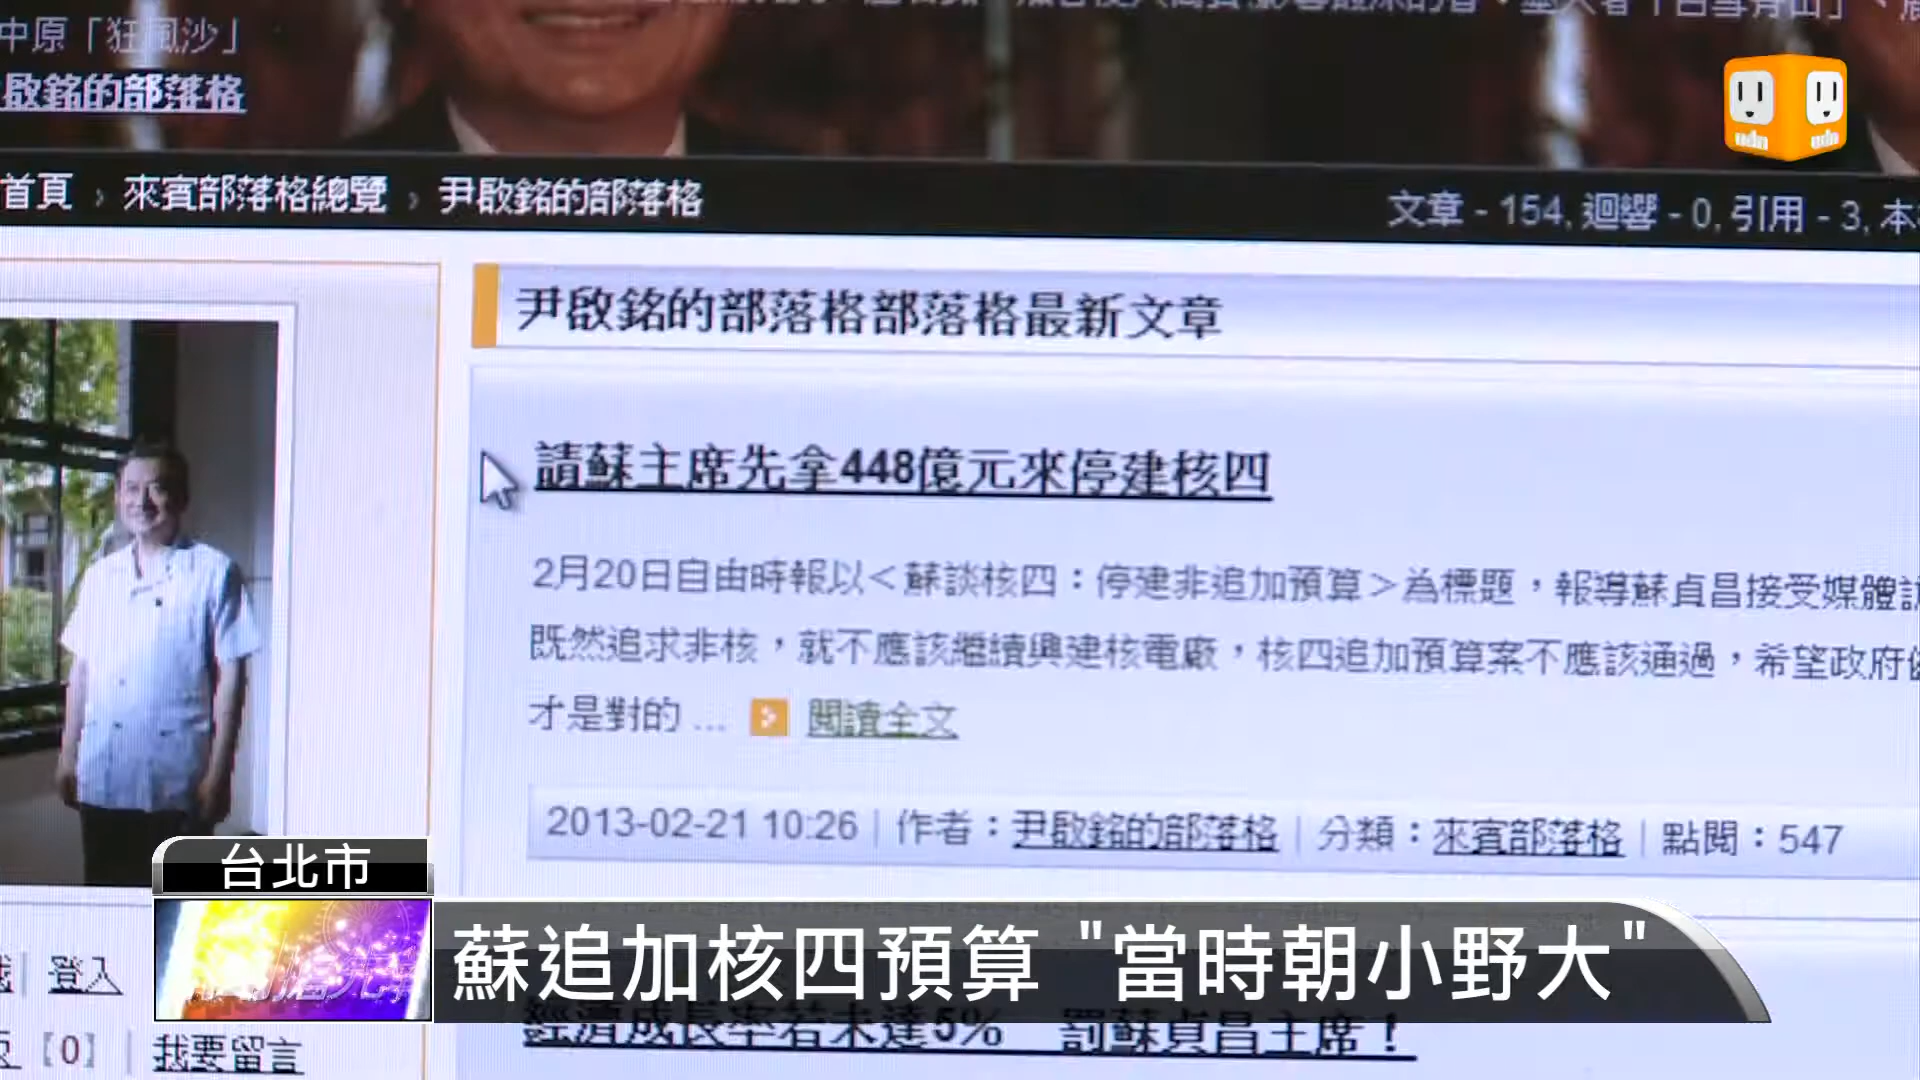 中原「狂風沙」
啟銘的部落格
udn udn
首頁 › 來賓部落格總覽 › 尹啟銘的部落格
文章 - 154, 迴響 - 0, 引用 - 3, 本
尹啟銘的部落格部落格最新文章
請蘇主席先拿448億元來停建核四
2月20日自由時報以＜蘇談核四：停建非追加預算＞為標題，報導蘇貞昌接受媒體訪
既然追求非核，就不應該繼續興建核電廠，核四追加預算案不應該通過，希望政府
才是對的 ... 閱讀全文
2013-02-21 10:26 | 作者：尹啟銘的部落格 | 分類：來賓部落格 | 點閱：547
台北市
蘇追加核四預算 "當時朝小野大"
登入
經濟成長率若未達5% 罰蘇貞昌主席！
【0】 | 我要留言